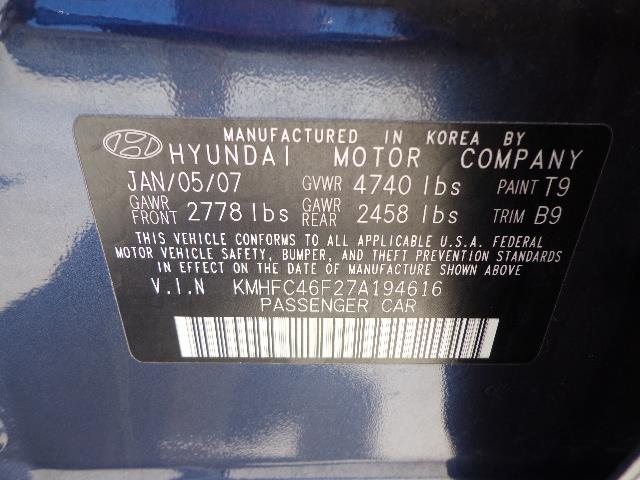 MANUFACTURED IN KOREA BY
HYUNDAI MOTOR COMPANY
JAN/05/07 GVWR 4740 lbs PAINT T9
GAWR FRONT 2778 lbs GAWR REAR 2458 lbs TRIM B9
THIS VEHICLE CONFORMS TO ALL APPLICABLE U.S.A. FEDERAL
MOTOR VEHICLE SAFETY, BUMPER, AND THEFT PREVENTION STANDARDS
IN EFFECT ON THE DATE OF MANUFACTURE SHOWN ABOVE
V.I.N KMHFC46F27A194616
PASSENGER CAR